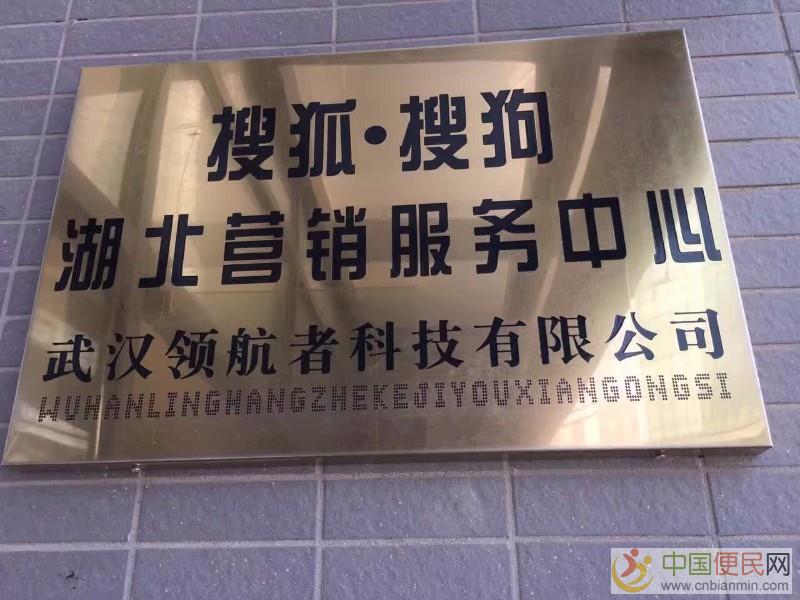 搜狐·搜狗
湖北营销服务中心
武汉领航者科技有限公司
WUHANLINGHANGZHEKEJIYOUXIANGONGSI
中国便民网
www.cnbianmin.com